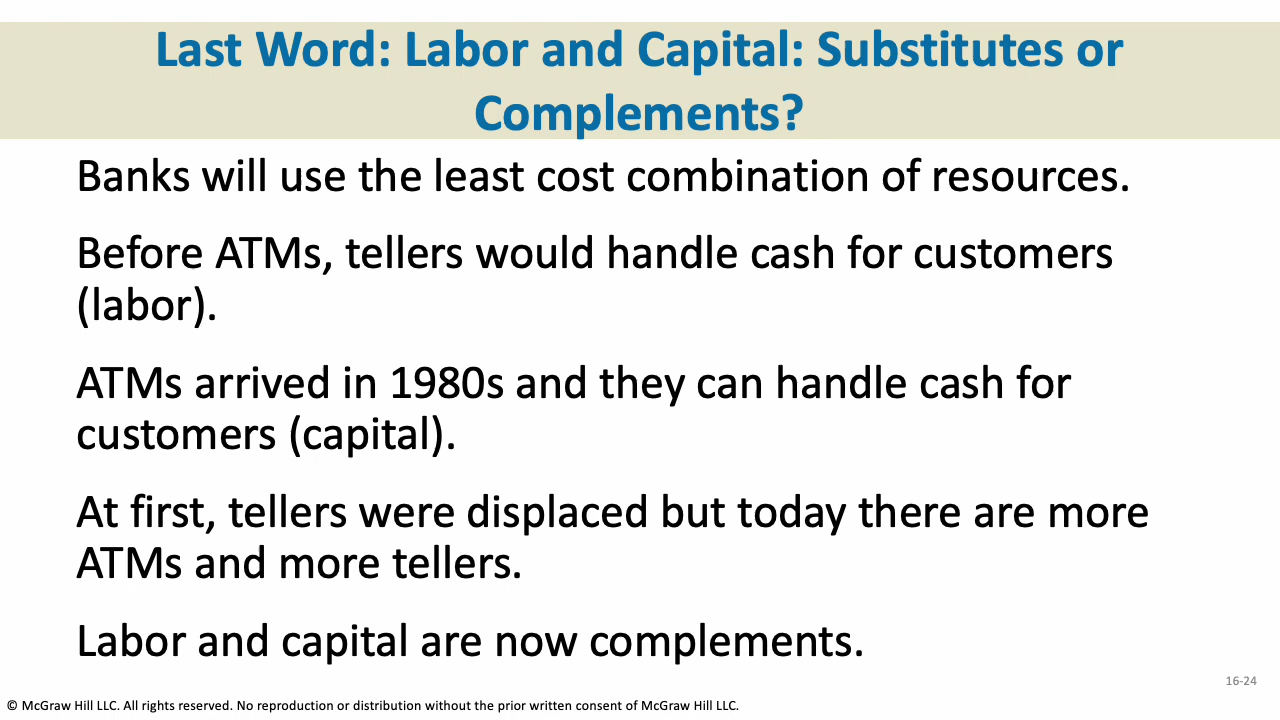 Last Word: Labor and Capital: Substitutes or
Complements?
Banks will use the least cost combination of resources.
Before ATMs, tellers would handle cash for customers
(labor).
ATMs arrived in 1980s and they can handle cash for
customers (capital).
At first, tellers were displaced but today there are more
ATMs and more tellers.
Labor and capital are now complements.
16-24
© McGraw Hill LLC. All rights reserved. No reproduction or distribution without the prior written consent of McGraw Hill LLC.